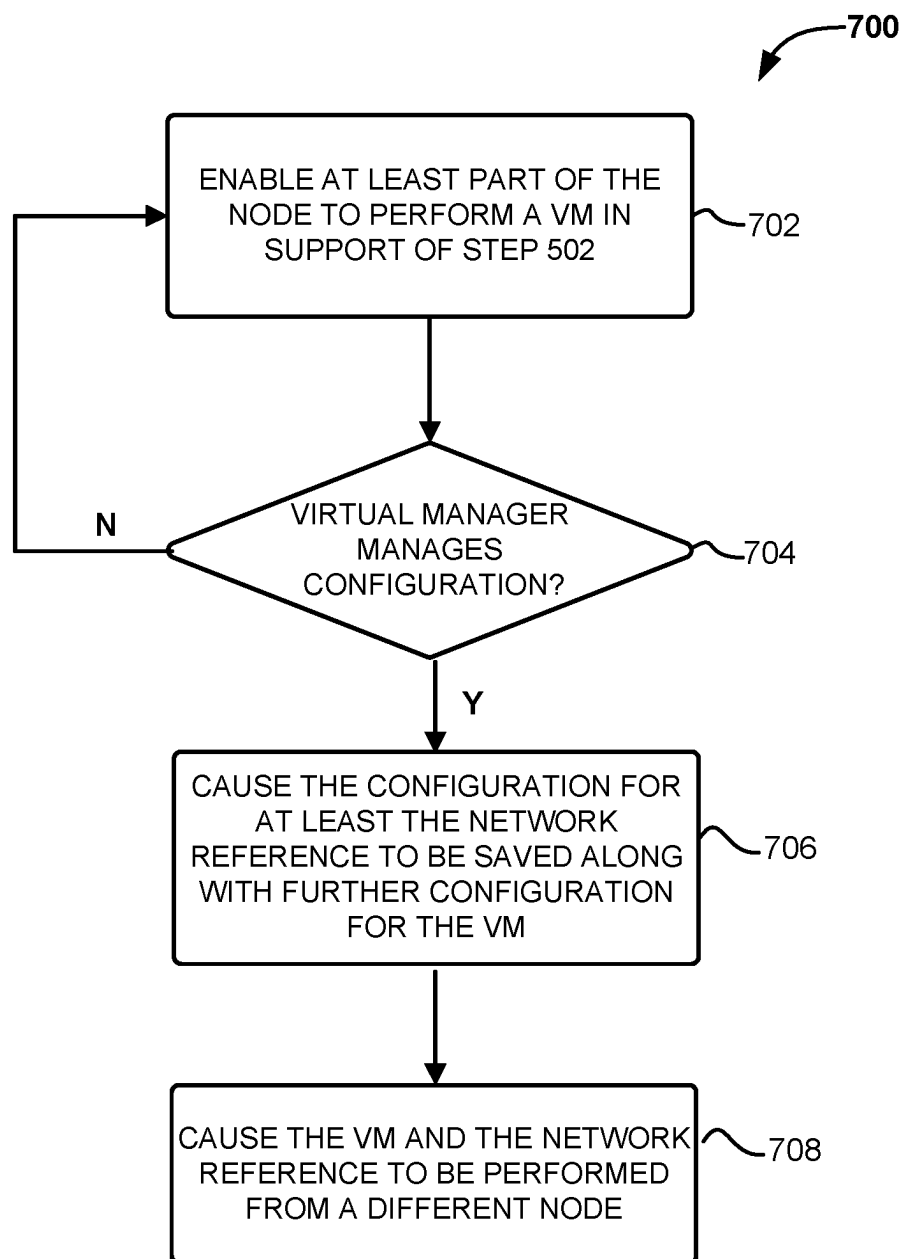 700
ENABLE AT LEAST PART OF THE
NODE TO PERFORM A VM IN
SUPPORT OF STEP 502
702
VIRTUAL MANAGER
MANAGES
CONFIGURATION?
704
N
Y
CAUSE THE CONFIGURATION FOR
AT LEAST THE NETWORK
REFERENCE TO BE SAVED ALONG
WITH FURTHER CONFIGURATION
FOR THE VM
706
CAUSE THE VM AND THE NETWORK
REFERENCE TO BE PERFORMED
FROM A DIFFERENT NODE
708